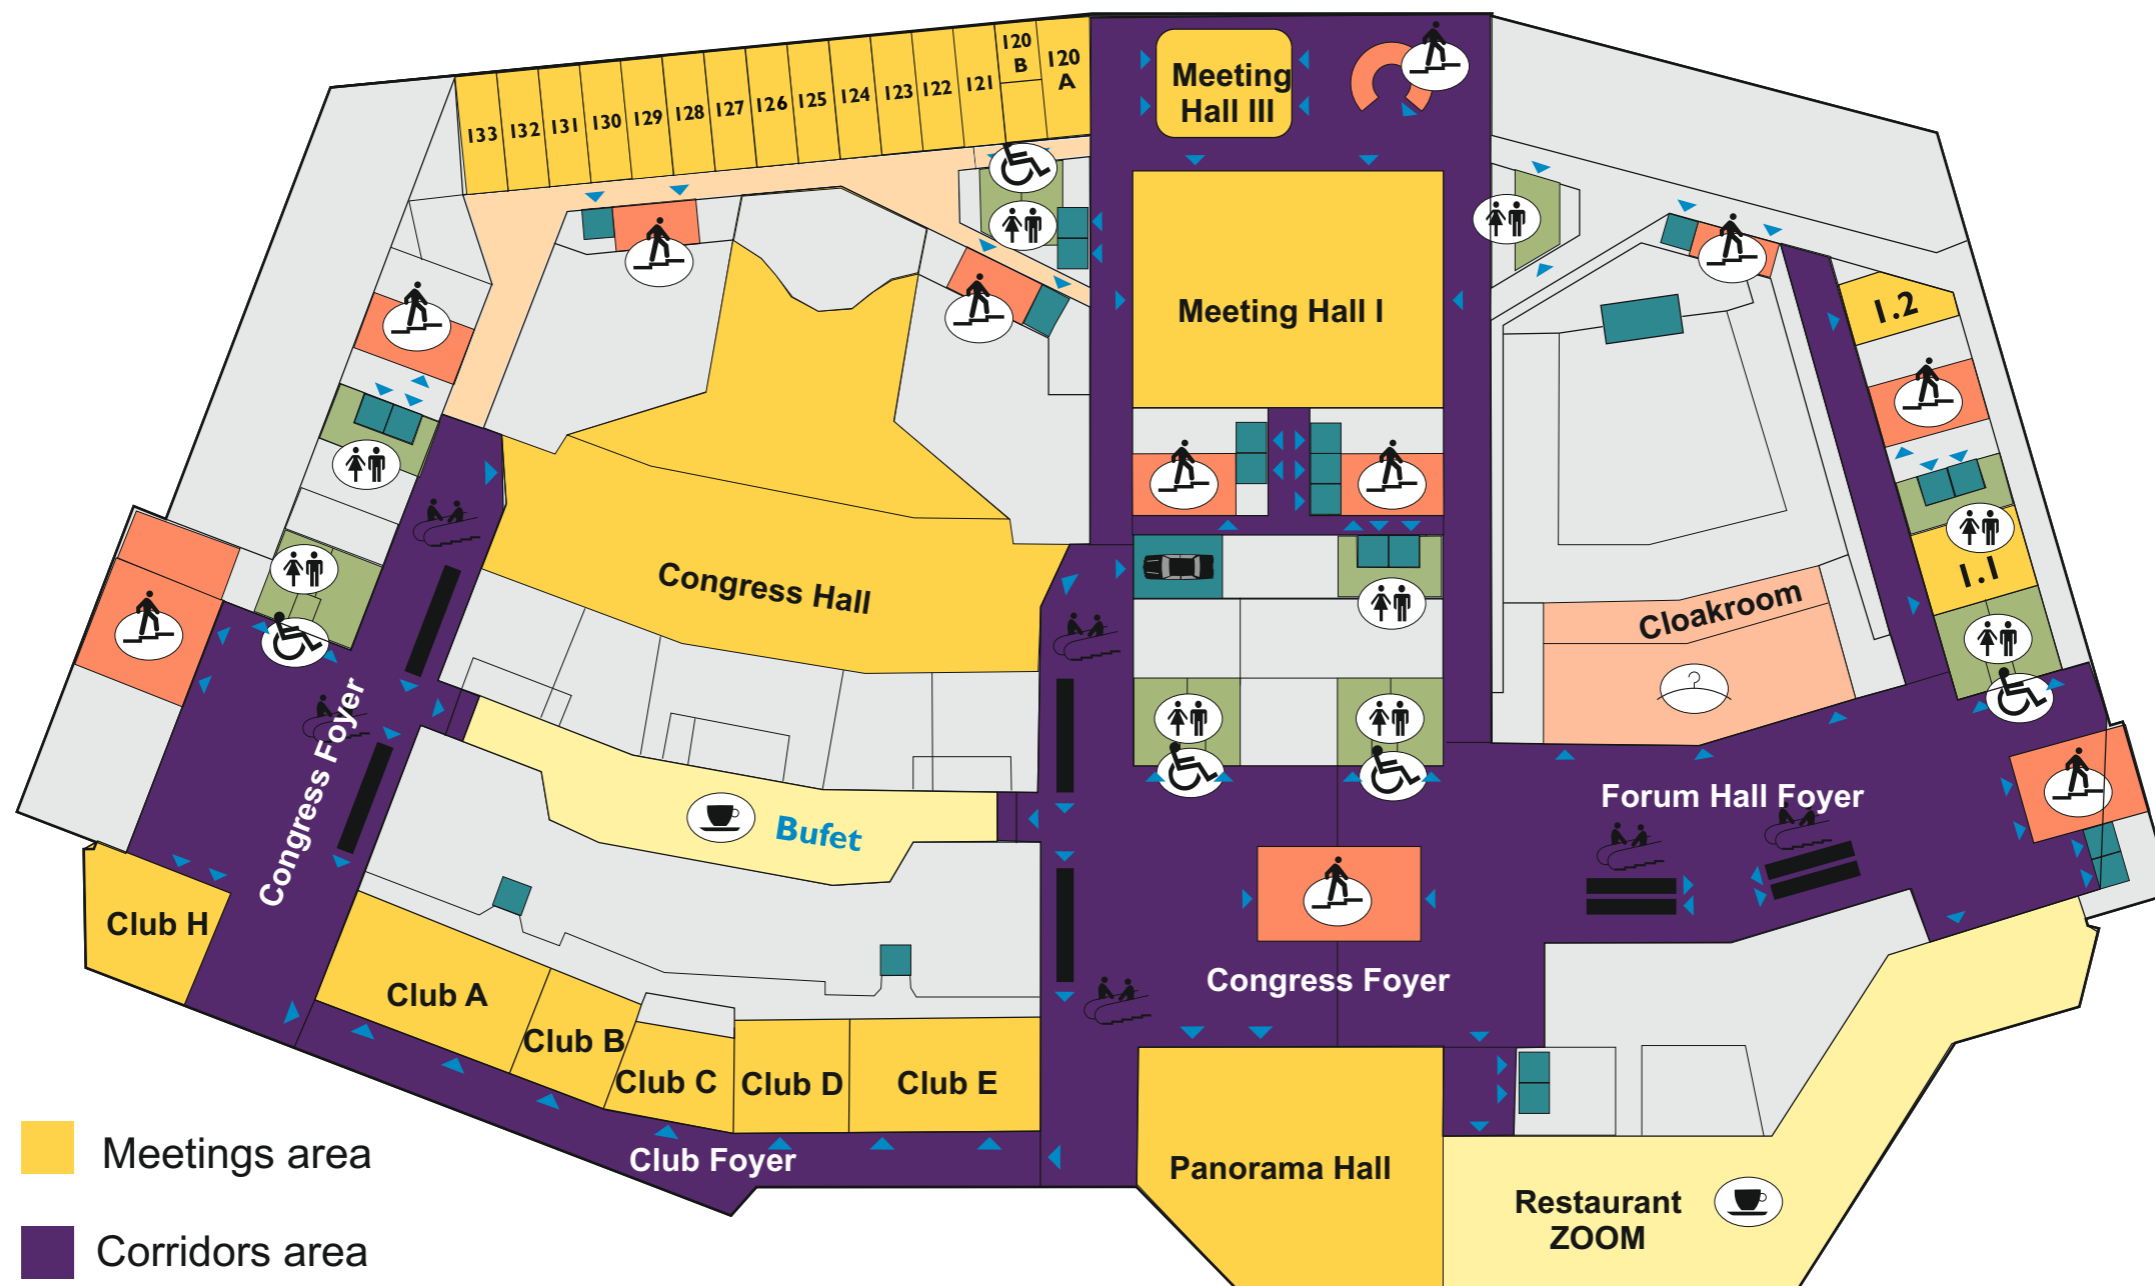 133
132
131
130
129
128
127
126
125
124
123
122
121
120
B
120
A
Meeting
Hall III
Meeting Hall I
1.2
1.1
Congress Hall
Cloakroom
Bufet
Congress Foyer
Forum Hall Foyer
Congress Foyer
Club H
Club A
Club B
Club C
Club D
Club E
Club Foyer
Panorama Hall
Restaurant
ZOOM
Meetings area
Corridors area